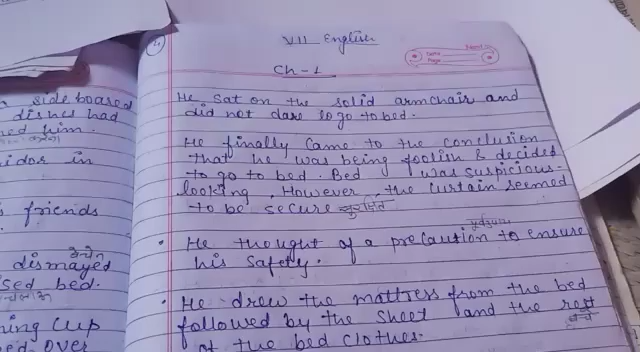 VII English
Ch-1
He sat on the solid armchair and
did not dare to go to bed.
He finally came to the conclusion
that he was being foolish & decided
to go to bed. Bed was suspicious-
looking. However, the curtain seemed
to be secure सुरक्षित
He thought of a precaution to ensure
his safety.
He drew the mattress from the bed
followed by the sheet and the rest
बचे
of the bed clothes.
side boared
dishes had
him.
in
friends
बेचैन
dismayed
bed.
cup
over